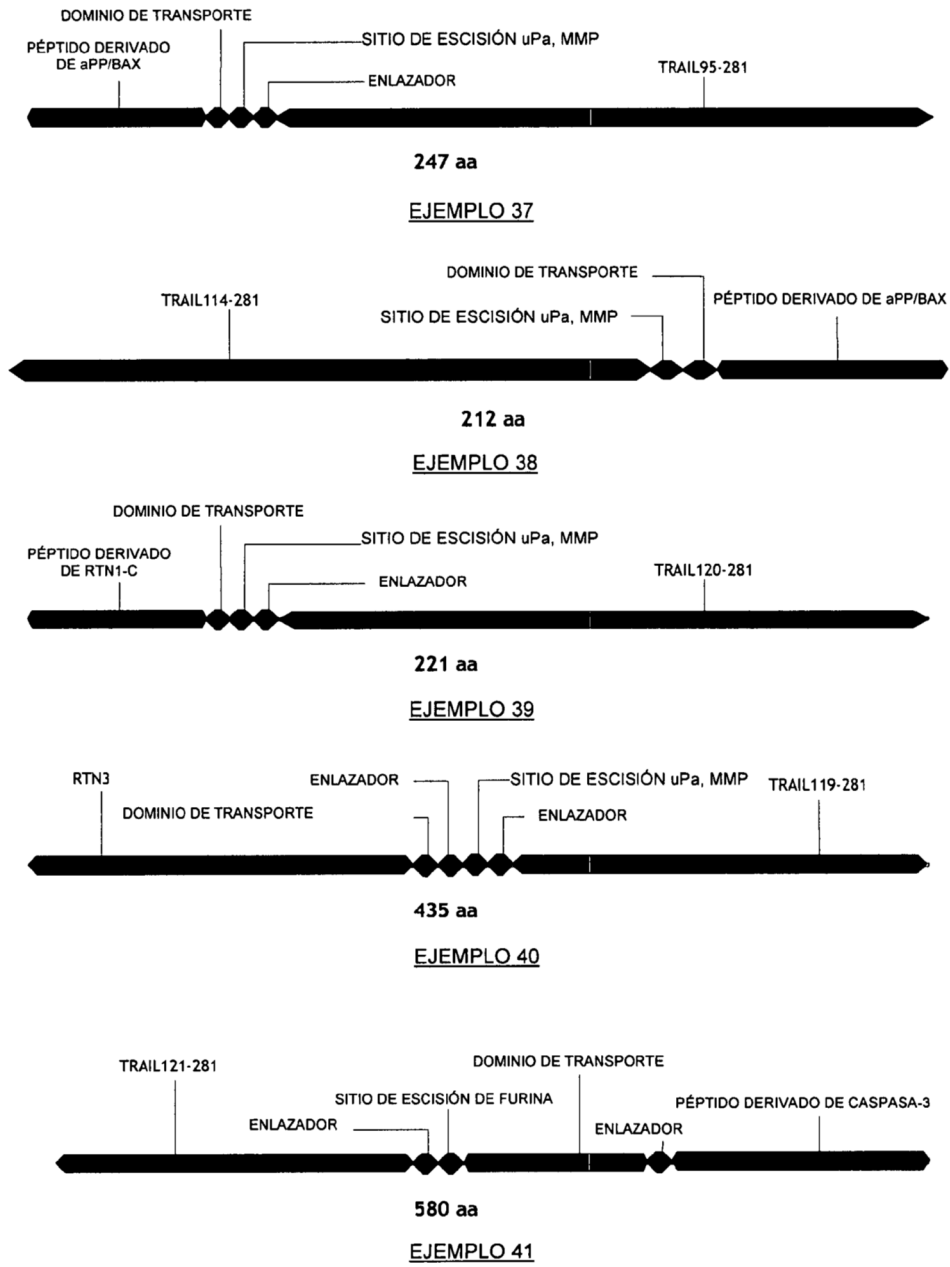 DOMINIO DE TRANSPORTE
SITIO DE ESCISIÓN uPa, MMP
PÉPTIDO DERIVADO
DE aPP/BAX
ENLAZADOR
TRAIL95-281
247 aa
EJEMPLO 37
DOMINIO DE TRANSPORTE
TRAIL114-281
PÉPTIDO DERIVADO DE aPP/BAX
SITIO DE ESCISIÓN uPa, MMP
212 aa
EJEMPLO 38
DOMINIO DE TRANSPORTE
SITIO DE ESCISIÓN uPa, MMP
PÉPTIDO DERIVADO
DE RTN1-C
ENLAZADOR
TRAIL120-281
221 aa
EJEMPLO 39
RTN3
ENLAZADOR
SITIO DE ESCISIÓN uPa, MMP
TRAIL119-281
DOMINIO DE TRANSPORTE
ENLAZADOR
435 aa
EJEMPLO 40
TRAIL121-281
DOMINIO DE TRANSPORTE
SITIO DE ESCISIÓN DE FURINA
PÉPTIDO DERIVADO DE CASPASA-3
ENLAZADOR
ENLAZADOR
580 aa
EJEMPLO 41